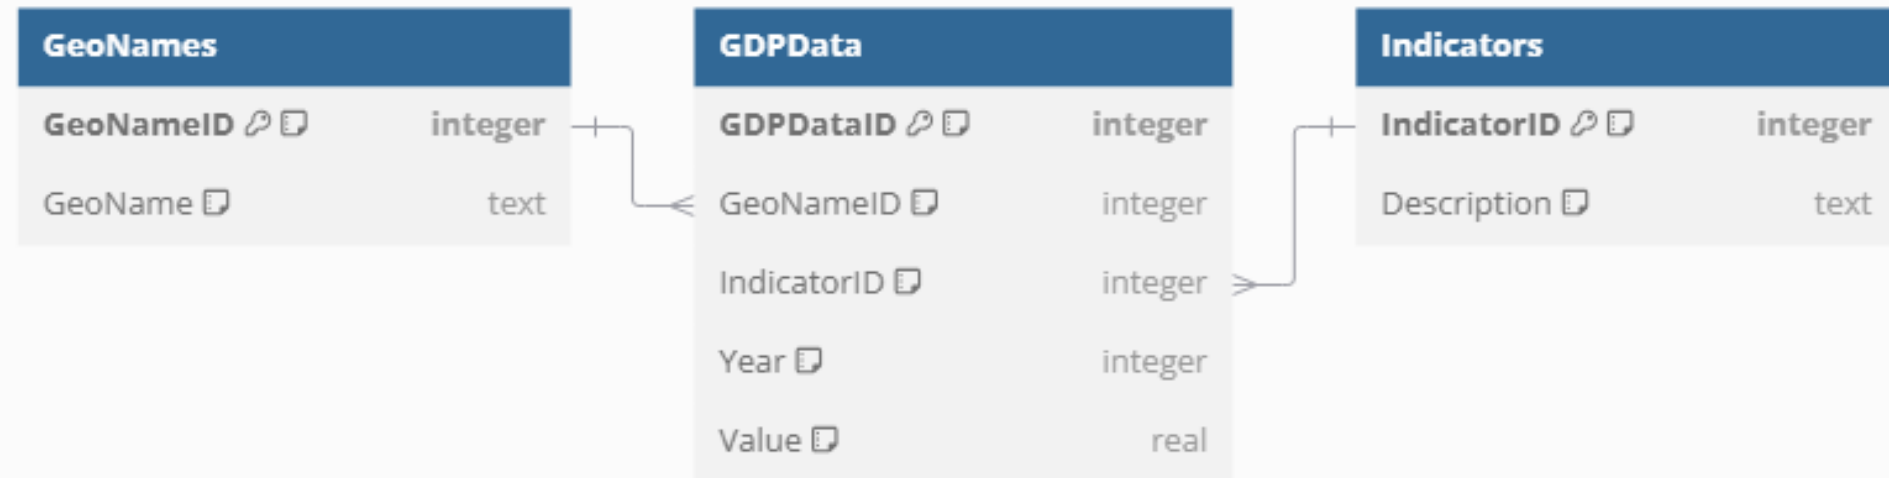 GeoNames
GeoNameID integer
GeoName text
GDPData
GDPDataID integer
GeoNameID integer
IndicatorID integer
Year integer
Value real
Indicators
IndicatorID integer
Description text